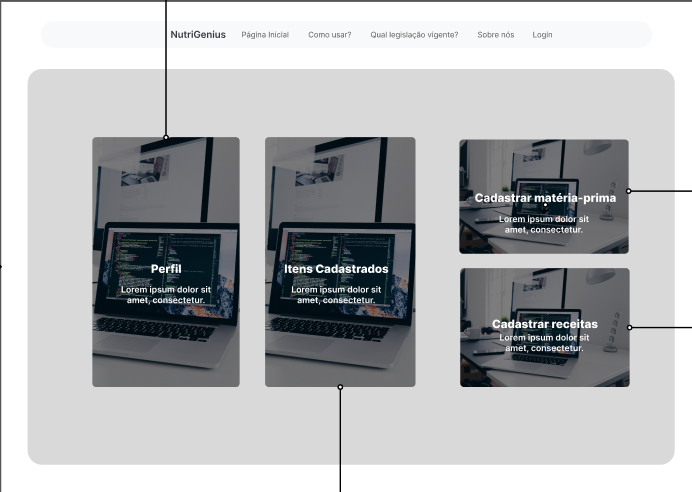 NutriGenius Página Inicial Como usar? Qual legislação vigente? Sobre nós Login
Perfil
Lorem ipsum dolor sit
amet, consectetur.
Itens Cadastrados
Lorem ipsum dolor sit
amet, consectetur.
Cadastrar matéria-prima
Lorem ipsum dolor sit
amet, consectetur.
Cadastrar receitas
Lorem ipsum dolor sit
amet, consectetur.